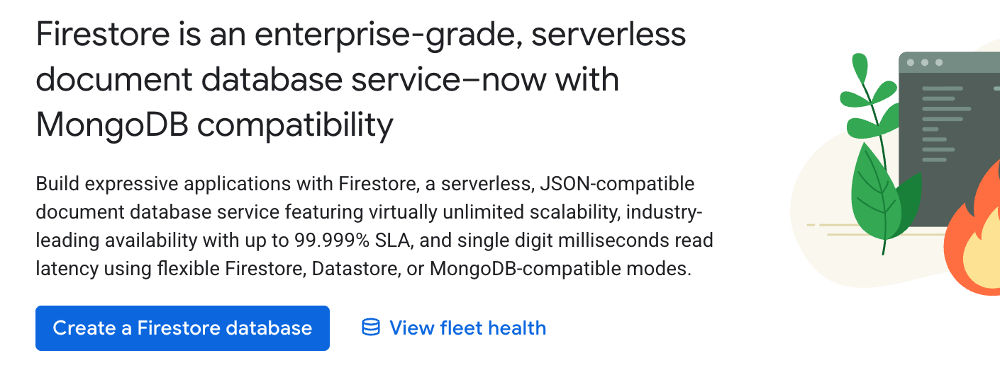 Firestore is an enterprise-grade, serverless
document database service–now with
MongoDB compatibility
Build expressive applications with Firestore, a serverless, JSON-compatible
document database service featuring virtually unlimited scalability, industry-
leading availability with up to 99.999% SLA, and single digit milliseconds read
latency using flexible Firestore, Datastore, or MongoDB-compatible modes.
Create a Firestore database
View fleet health